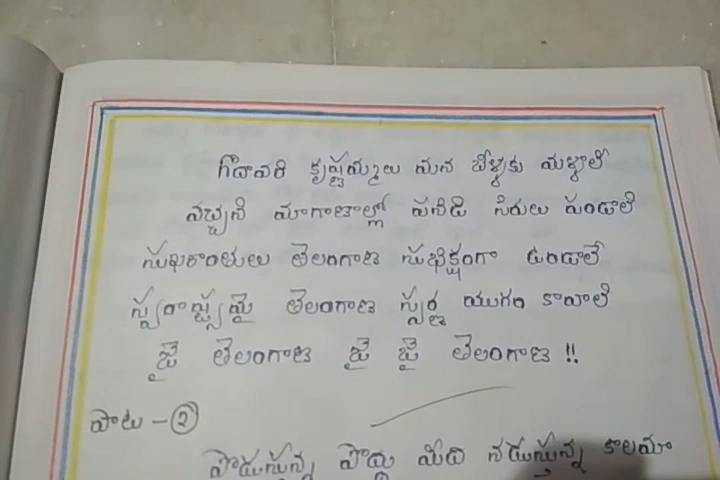 గోదావరి కృష్ణమ్మలు మన బీళ్ళకు మళ్ళాలే
పచ్చని మాగాణాల్లో పసిడి సిరులు పండాలె
సుఖశాంతులు తెలంగాణ సుభిక్షంగా ఉండాలే
స్వరాష్ట్రమై తెలంగాణ స్వర్ణ యుగం కావాలె
జై తెలంగాణ జై జై తెలంగాణ !!
పాట - ②
పొడుస్తున్న పొద్దు మీద నడుస్తున్న కాలమా